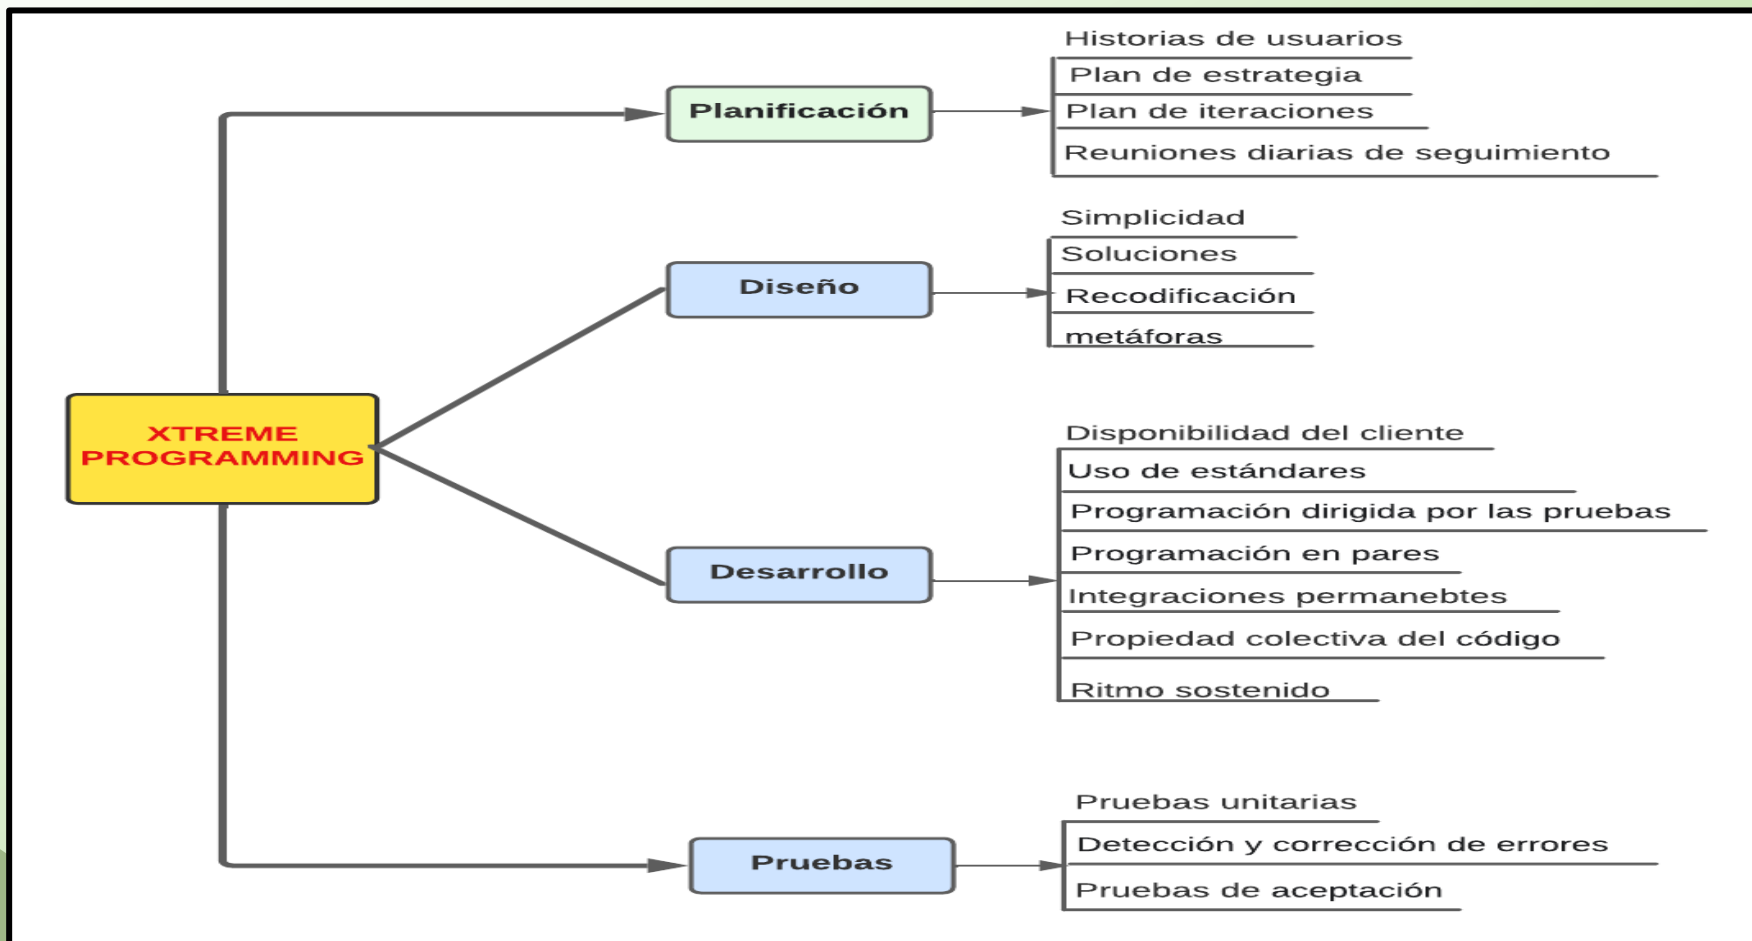 XTREME
PROGRAMMING
Planificación
Historias de usuarios
Plan de estrategia
Plan de iteraciones
Reuniones diarias de seguimiento
Diseño
Simplicidad
Soluciones
Recodificación
metáforas
Desarrollo
Disponibilidad del cliente
Uso de estándares
Programación dirigida por las pruebas
Programación en pares
Integraciones permanebtes
Propiedad colectiva del código
Ritmo sostenido
Pruebas
Pruebas unitarias
Detección y corrección de errores
Pruebas de aceptación